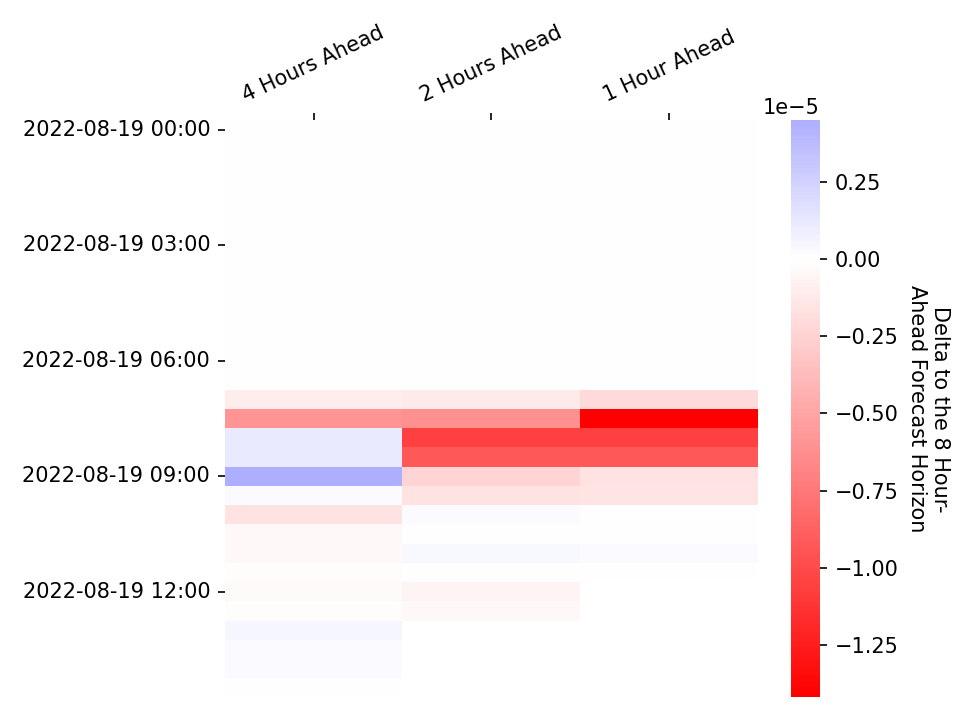 4 Hours Ahead
2 Hours Ahead
1 Hour Ahead
1e−5
2022-08-19 00:00
2022-08-19 03:00
2022-08-19 06:00
2022-08-19 09:00
2022-08-19 12:00
0.25
0.00
−0.25
−0.50
−0.75
−1.00
−1.25
Delta to the 8 Hour-
Ahead Forecast Horizon